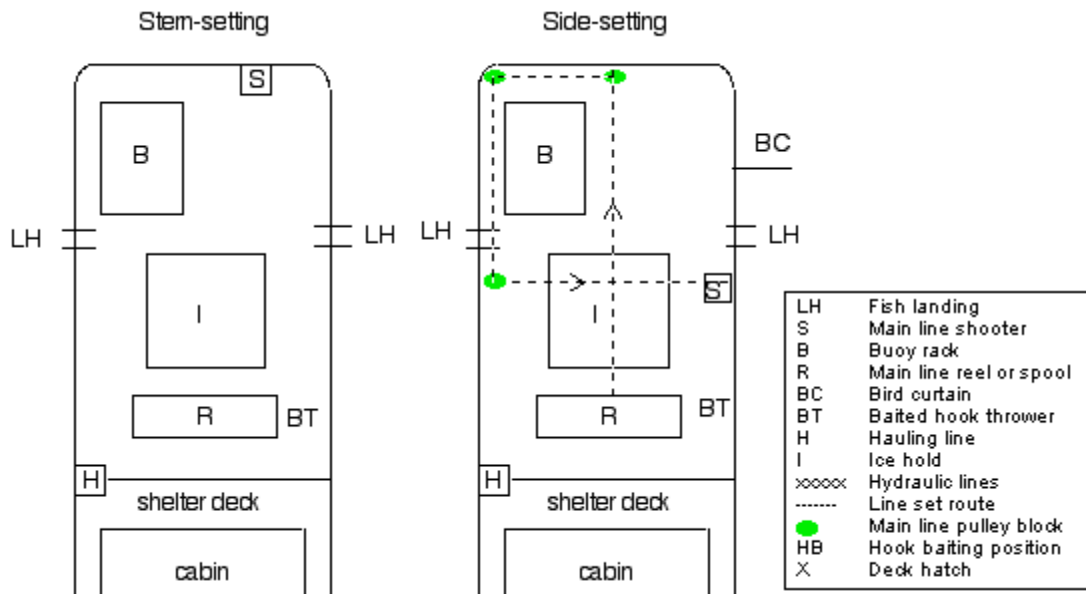 Stern-setting
Side-setting
S
B
LH
LH
I
R
BT
H
shelter deck
cabin
B
BC
LH
LH
S
I
R
BT
H
shelter deck
cabin
LH Fish landing
S Main line shooter
B Buoy rack
R Main line reel or spool
BC Bird curtain
BT Baited hook thrower
H Hauling line
I Ice hold
xxxxx Hydraulic lines
------ Line set route
Main line pulley block
HB Hook baiting position
X Deck hatch